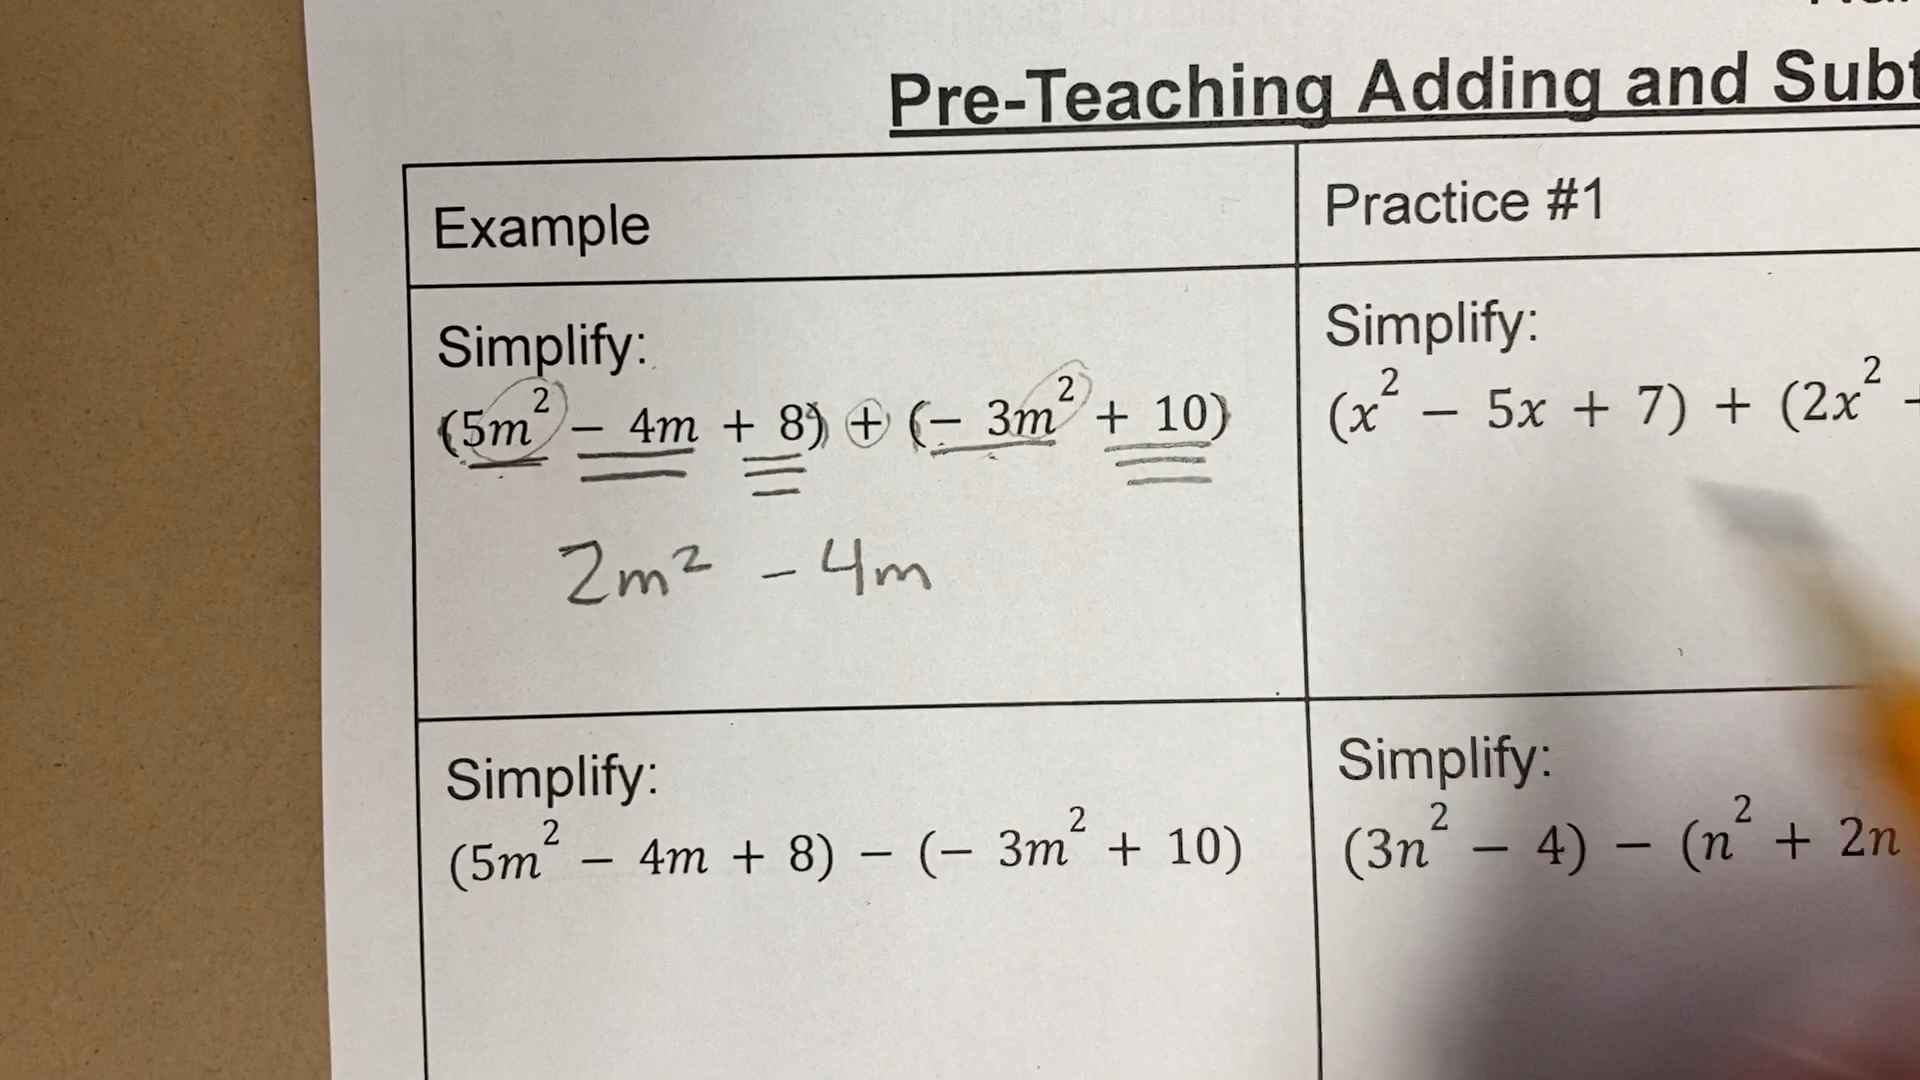 Pre-Teaching Adding and
Example
Practice #1
Simplify:
(5m² − 4m + 8) + (− 3m² + 10)
2m² − 4m
Simplify:
(x² − 5x + 7) + (2x²
Simplify:
(5m² − 4m + 8) − (− 3m² + 10)
Simplify:
(3n² − 4) − (n² + 2n